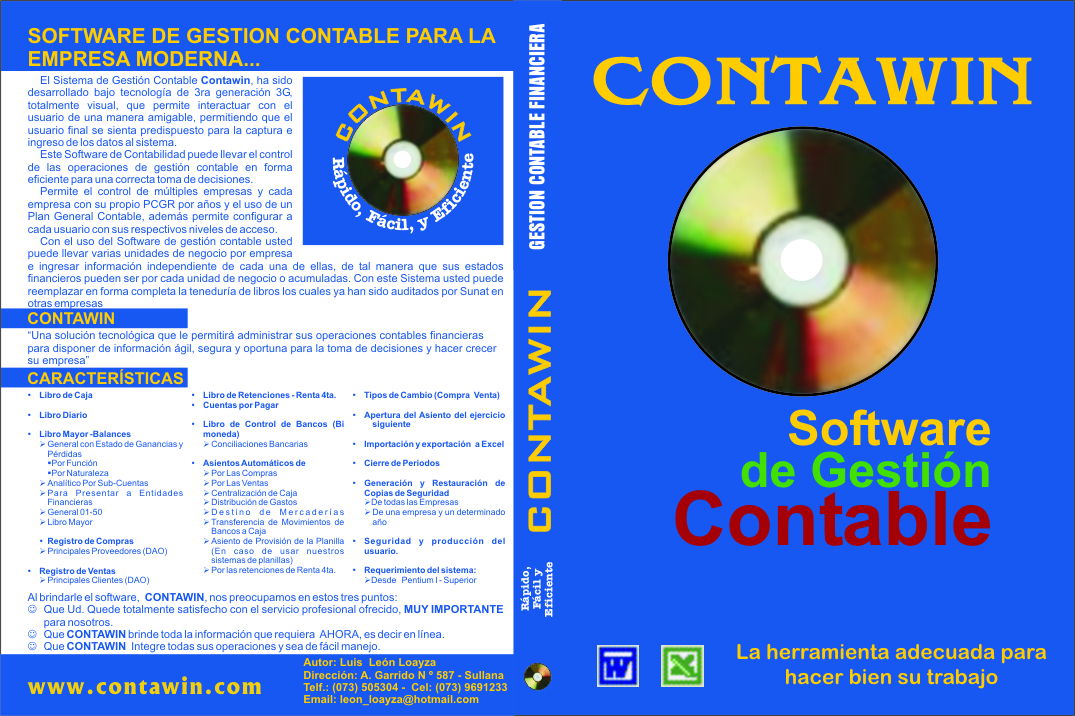 SOFTWARE DE GESTION CONTABLE PARA LA
EMPRESA MODERNA...
El Sistema de Gestión Contable Contawin, ha sido
desarrollado bajo tecnología de 3ra generación 3G,
totalmente visual, que permite interactuar con el
usuario de una manera amigable, permitiendo que el
usuario final se sienta predispuesto para la captura e
ingreso de los datos al sistema.
Este Software de Contabilidad puede llevar el control
de las operaciones de gestión contable en forma
eficiente para una correcta toma de decisiones.
Permite el control de múltiples empresas y cada
empresa con su propio PCGR por años y el uso de un
Plan General Contable, además permite configurar a
cada usuario con sus respectivos niveles de acceso.
Con el uso del Software de gestión contable usted
puede llevar varias unidades de negocio por empresa
e ingresar información independiente de cada una de ellas, de tal manera que sus estados
financieros pueden ser por cada unidad de negocio o acumuladas. Con este Sistema usted puede
reemplazar en forma completa la teneduría de libros los cuales ya han sido auditados por Sunat en
otras empresas
CONTAWIN
Rápido, Fácil, y Eficiente
CONTAWIN
“Una solución tecnológica que le permitirá administrar sus operaciones contables financieras
para disponer de información ágil, segura y oportuna para la toma de decisiones y hacer crecer
su empresa”
CARACTERÍSTICAS
• Libro de Caja
• Libro Diario
• Libro Mayor -Balances
➢ General con Estado de Ganancias y
Pérdidas
▪Por Función
▪Por Naturaleza
➢ Analítico Por Sub-Cuentas
➢ Para Presentar a Entidades
Financieras
➢ General 01-50
➢ Libro Mayor
• Registro de Compras
➢ Principales Proveedores (DAO)
• Registro de Ventas
➢ Principales Clientes (DAO)
• Libro de Retenciones - Renta 4ta.
• Cuentas por Pagar
• Libro de Control de Bancos (Bi
moneda)
➢ Conciliaciones Bancarias
• Asientos Automáticos de
➢ Por Las Compras
➢ Por Las Ventas
➢ Centralización de Caja
➢ Distribución de Gastos
➢ Destino de Mercaderías
➢ Transferencia de Movimientos de
Bancos a Caja
➢ Asiento de Provisión de la Planilla
(En caso de usar nuestros
sistemas de planillas)
➢ Por las retenciones de Renta 4ta.
• Tipos de Cambio (Compra Venta)
• Apertura del Asiento del ejercicio
siguiente
• Importación y exportación a Excel
• Cierre de Periodos
• Generación y Restauración de
Copias de Seguridad
➢ De todas las Empresas
➢ De una empresa y un determinado
año
• Seguridad y producción del
usuario.
• Requerimiento del sistema:
➢ Desde Pentium I - Superior
Al brindarle el software, CONTAWIN, nos preocupamos en estos tres puntos:
☺ Que Ud. Quede totalmente satisfecho con el servicio profesional ofrecido, MUY IMPORTANTE
para nosotros.
☺ Que CONTAWIN brinde toda la información que requiera AHORA, es decir en línea.
☺ Que CONTAWIN Integre todas sus operaciones y sea de fácil manejo.
www.contawin.com
Autor: Luis León Loayza
Dirección: A. Garrido N º 587 - Sullana
Telf.: (073) 505304 - Cel: (073) 9691233
Email: leon_loayza@hotmail.com
GESTION CONTABLE FINANCIERA
CONTAWIN
Rápido,
Fácil y
Eficiente
CONTAWIN
Software
de Gestión
Contable
W
X
La herramienta adecuada para
hacer bien su trabajo